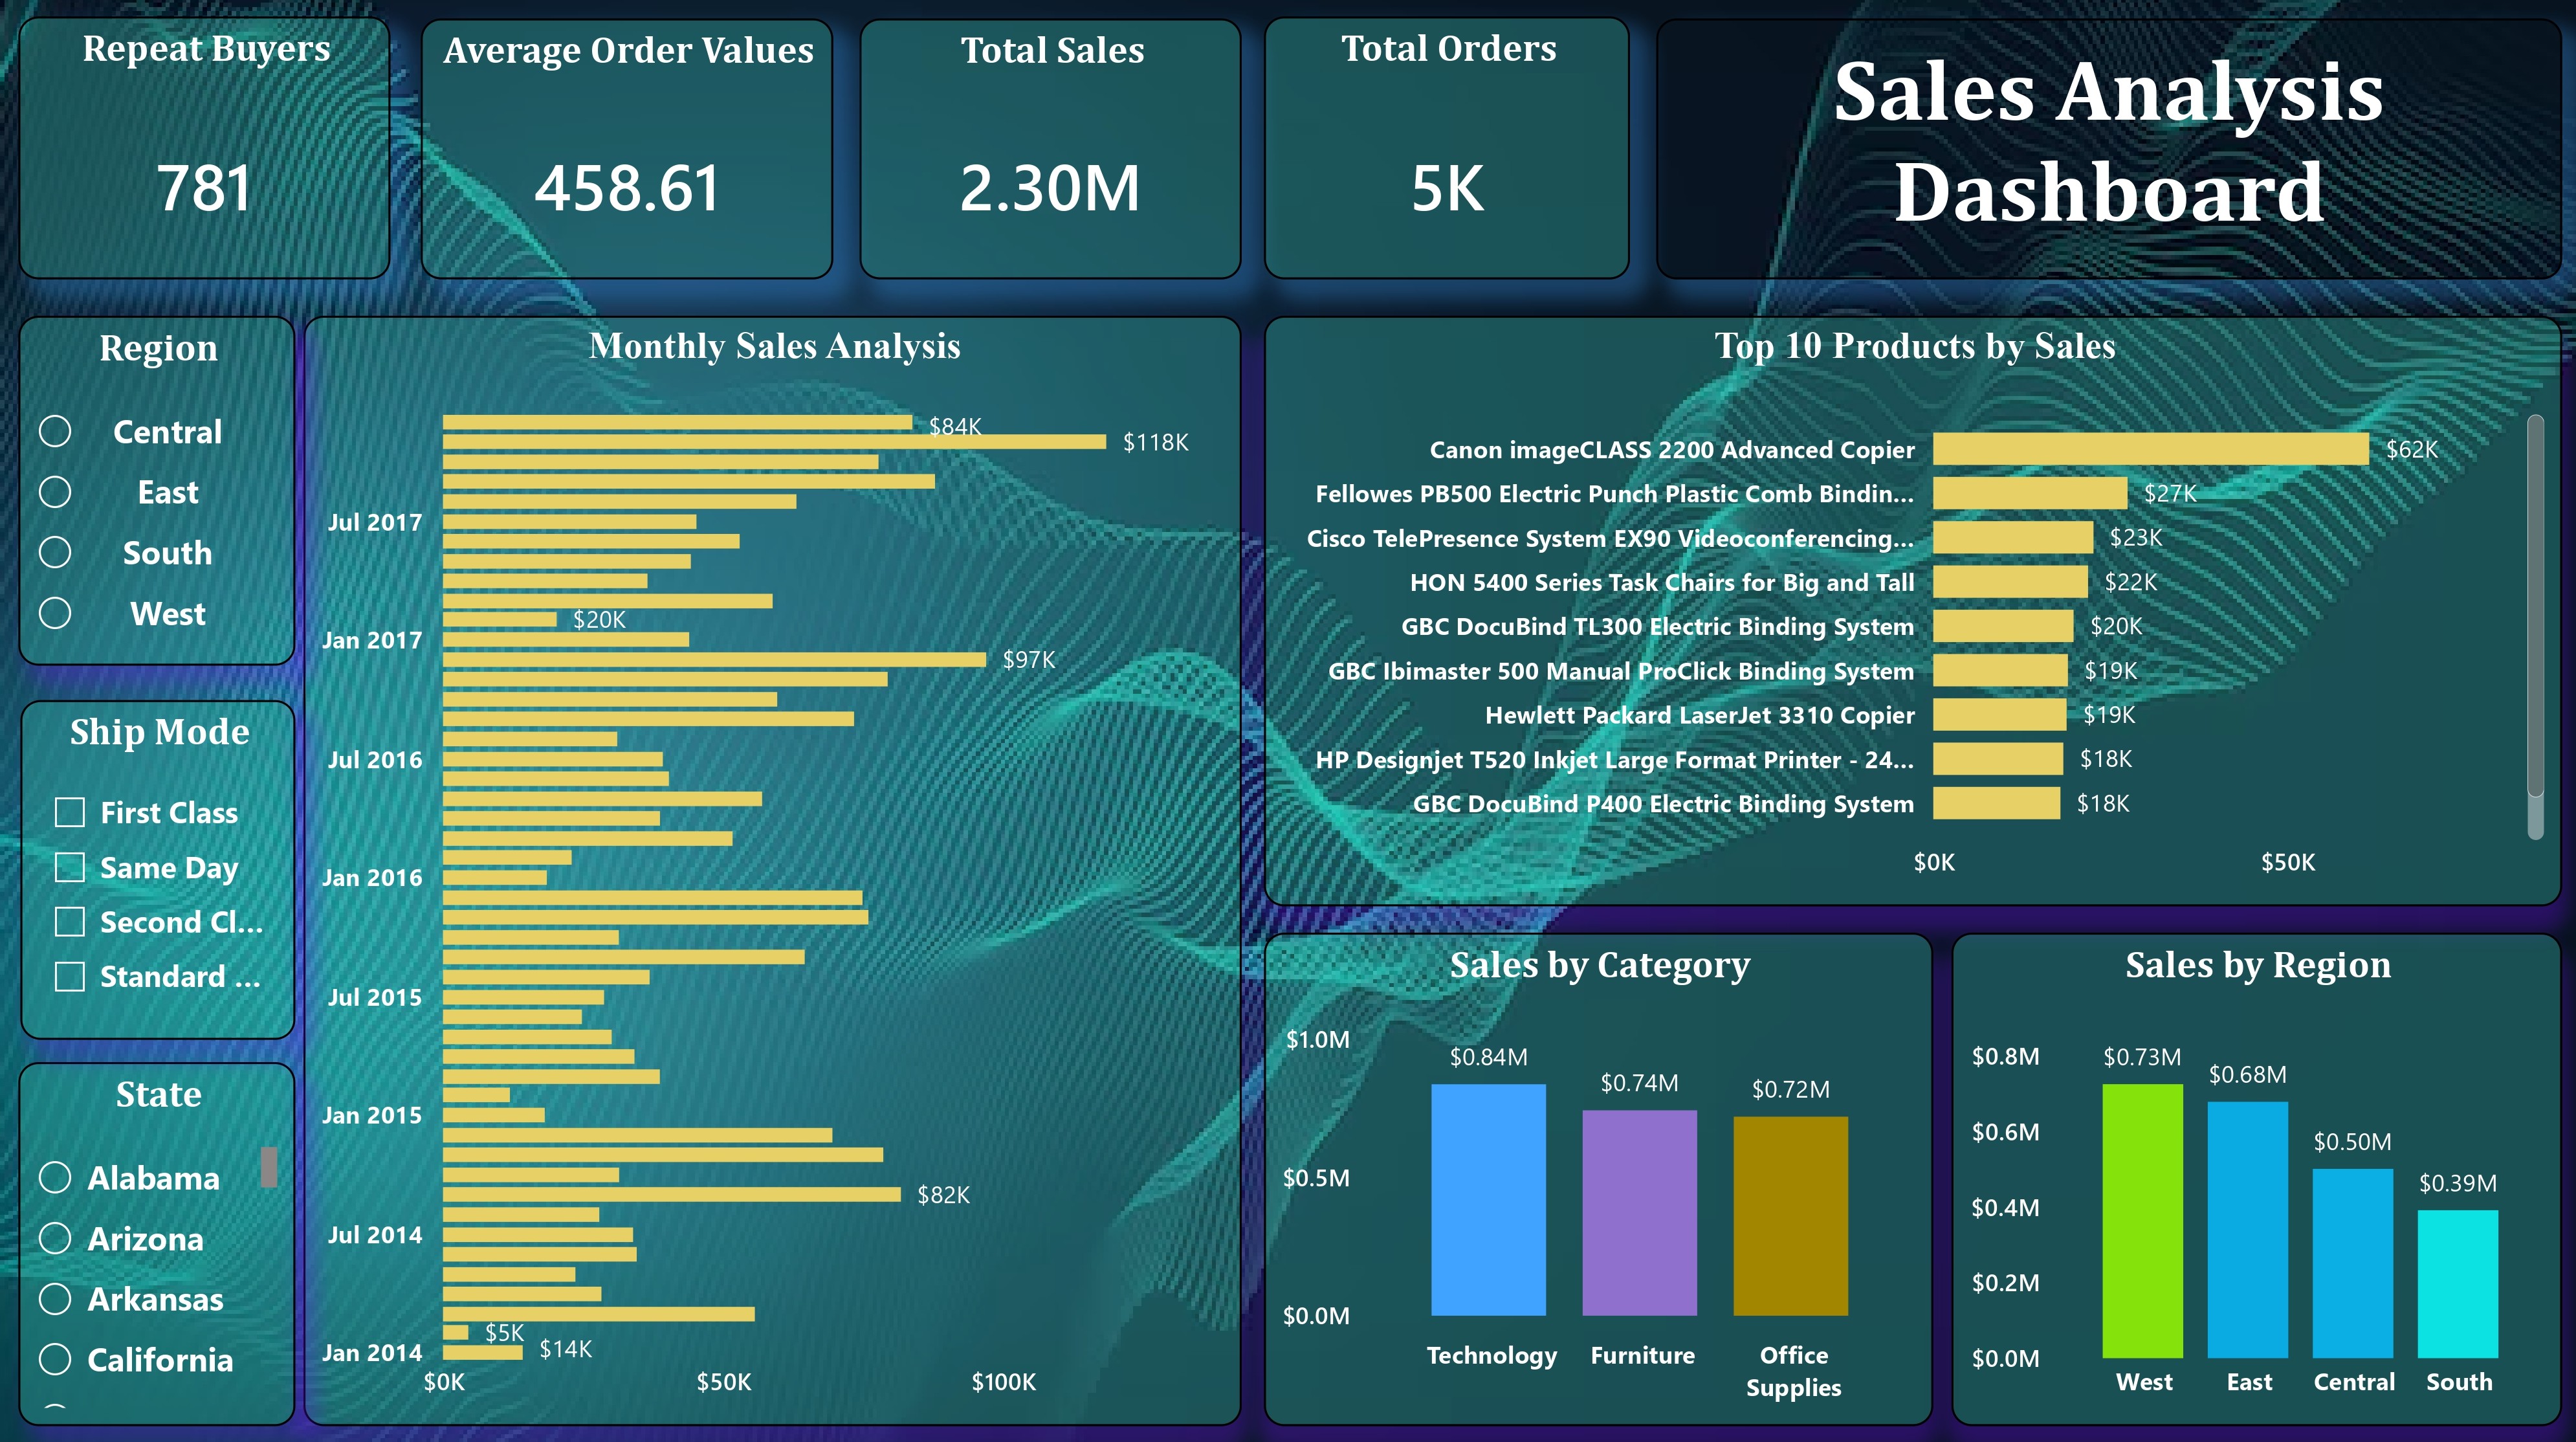 Repeat Buyers
781
Average Order Values
458.61
Total Sales
2.30M
Total Orders
5K
Sales Analysis
Dashboard
Region
Central
East
South
West
Ship Mode
First Class
Same Day
Second Cl...
Standard ...
State
Alabama
Arizona
Arkansas
California
Monthly Sales Analysis
$84K
$118K
Jul 2017
$20K
Jan 2017
$97K
Jul 2016
Jan 2016
Jul 2015
Jan 2015
$82K
Jul 2014
$5K
Jan 2014 $14K
$0K $50K $100K
Top 10 Products by Sales
Canon imageCLASS 2200 Advanced Copier $62K
Fellowes PB500 Electric Punch Plastic Comb Bindin... $27K
Cisco TelePresence System EX90 Videoconferencing... $23K
HON 5400 Series Task Chairs for Big and Tall $22K
GBC DocuBind TL300 Electric Binding System $20K
GBC Ibimaster 500 Manual ProClick Binding System $19K
Hewlett Packard LaserJet 3310 Copier $19K
HP Designjet T520 Inkjet Large Format Printer - 24... $18K
GBC DocuBind P400 Electric Binding System $18K
$0K $50K
Sales by Category
$1.0M
$0.84M
$0.74M
$0.72M
$0.5M
$0.0M
Technology Furniture Office
Supplies
Sales by Region
$0.8M $0.73M
$0.68M
$0.6M
$0.50M
$0.4M
$0.39M
$0.2M
$0.0M
West East Central South